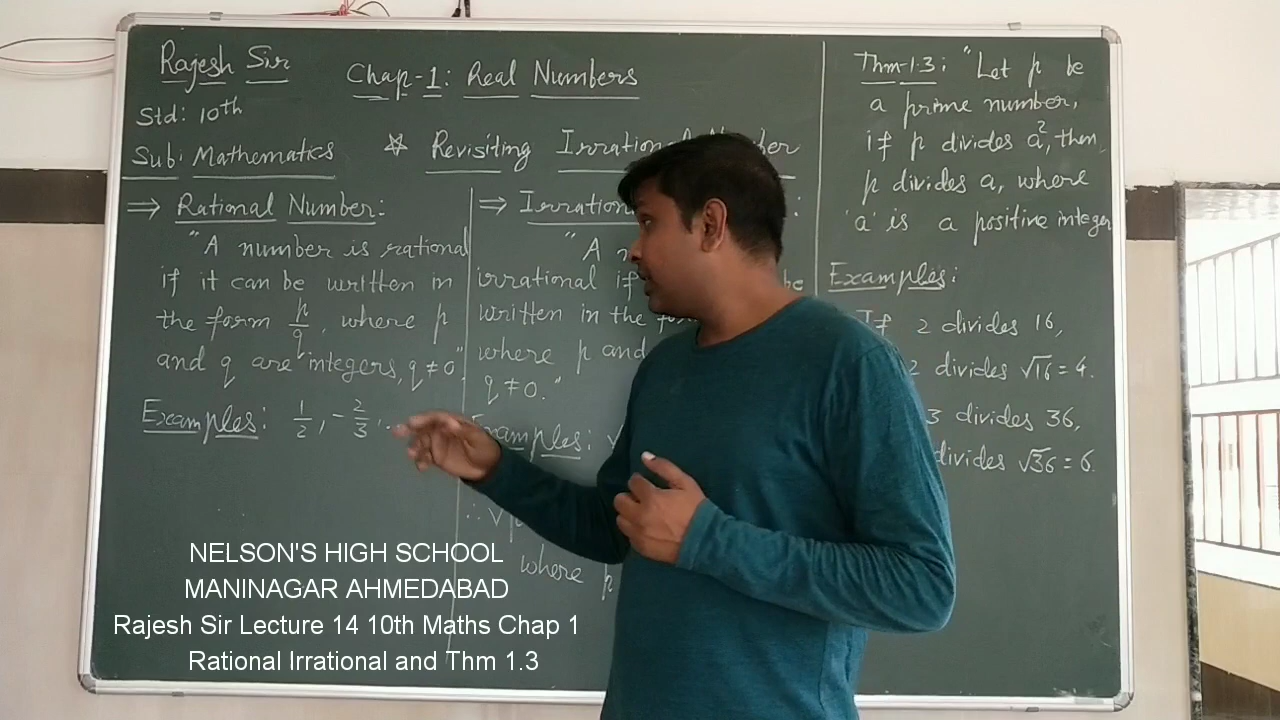 Rajesh Sir
Chap-1: Real Numbers
Std: 10th
Sub: Mathematics
☆ Revisiting Irrational Number
⇒ Rational Number:
"A number is rational
if it can be written in
the form p/q, where p
and q are integers, q ≠ 0"
Examples: 1/2, -2/3, ..
⇒ Irration :
"A
irrational if be
written in the
where p and
q ≠ 0."
Examples: √
∴ √p
where p
Thm-1.3: "Let p be
a prime number,
if p divides a², then
p divides a, where
'a' is a positive integer
Examples:
If 2 divides 16,
2 divides √16 = 4.
3 divides 36,
divides √36 = 6.
NELSON'S HIGH SCHOOL
MANINAGAR AHMEDABAD
Rajesh Sir Lecture 14 10th Maths Chap 1
Rational Irrational and Thm 1.3